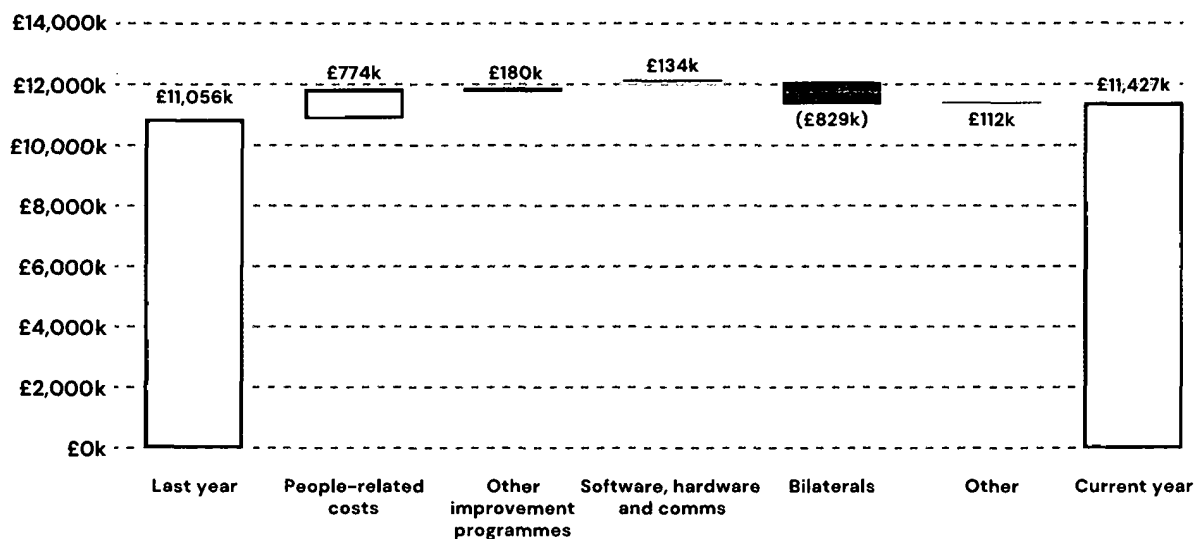 £14,000k
£12,000k
£10,000k
£8,000k
£6,000k
£4,000k
£2,000k
£0k
£11,056k
£774k
£180k
£134k
(£829k)
£112k
£11,427k
Last year
People-related
costs
Other
improvement
programmes
Software, hardware
and comms
Bilaterals
Other
Current year